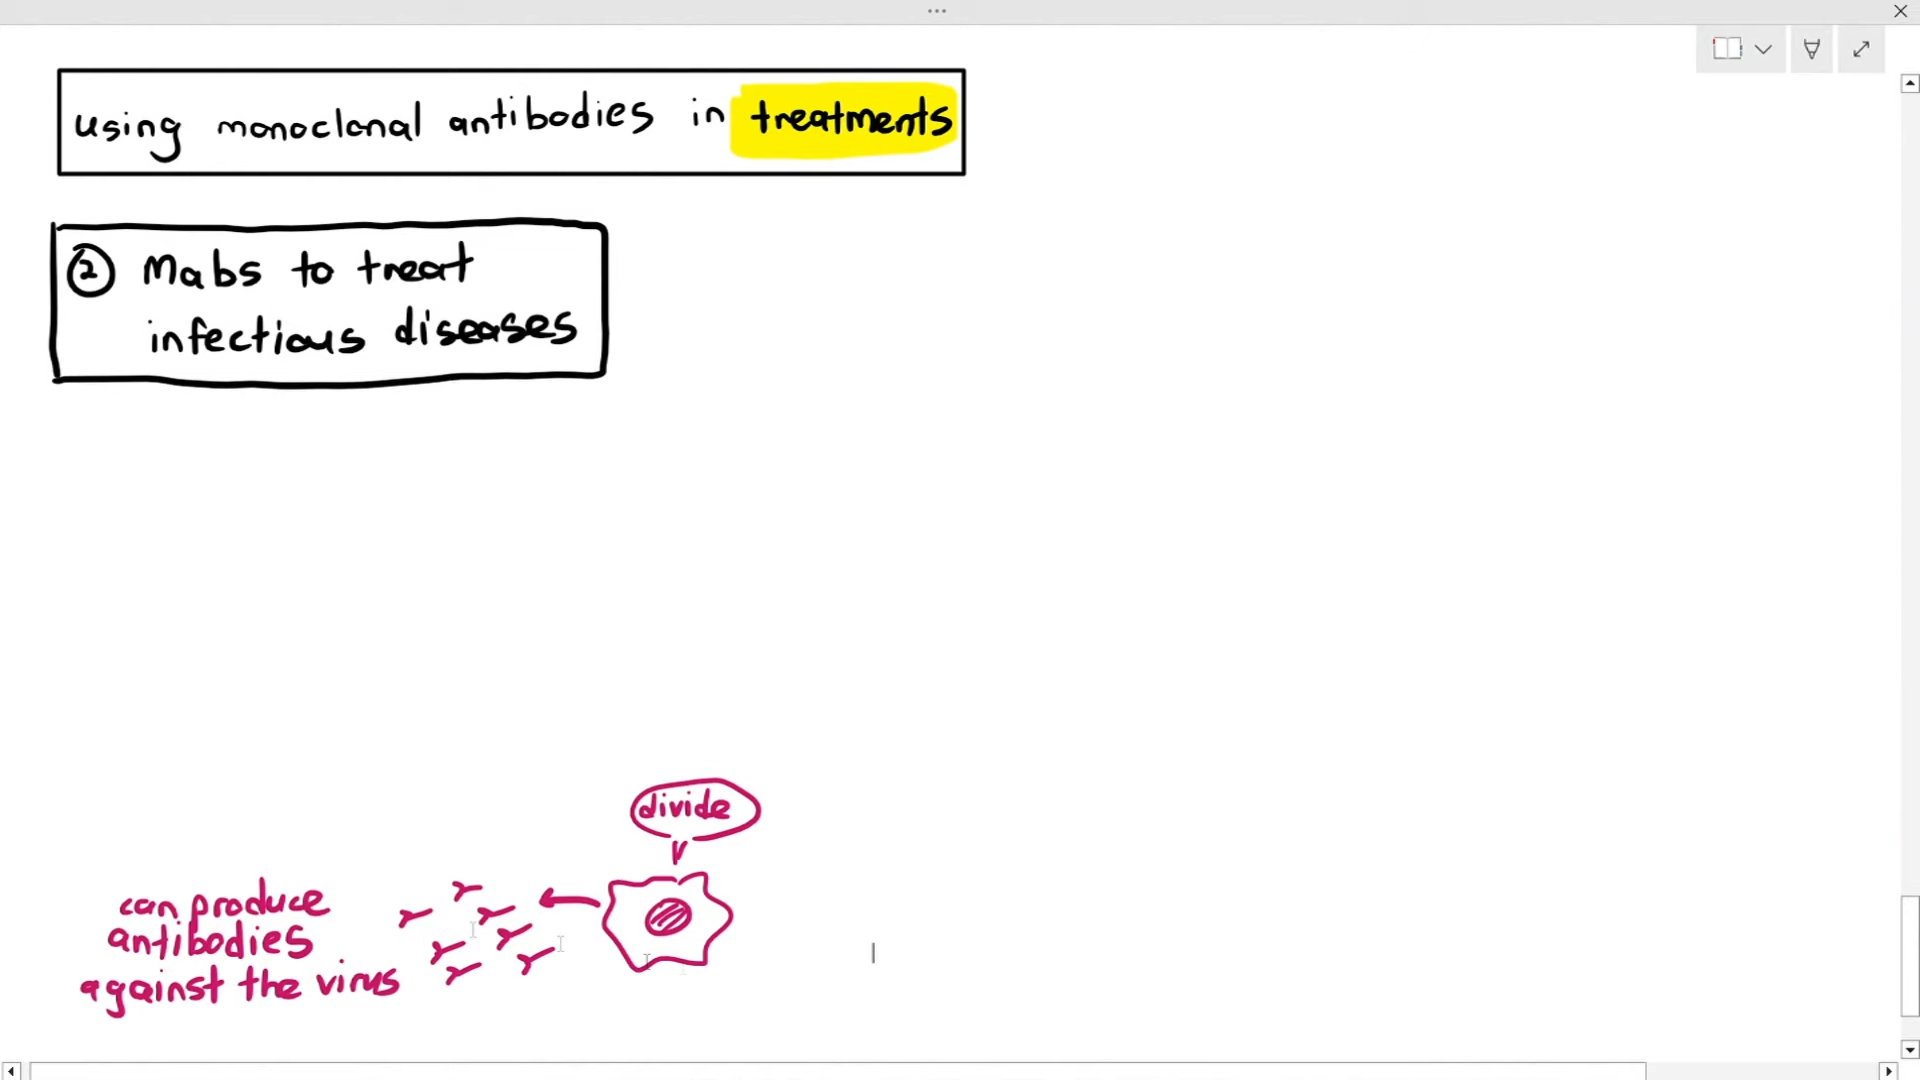 using monoclonal antibodies in treatments
2 Mabs to treat
infectious diseases
divide
can produce
antibodies
against the virus